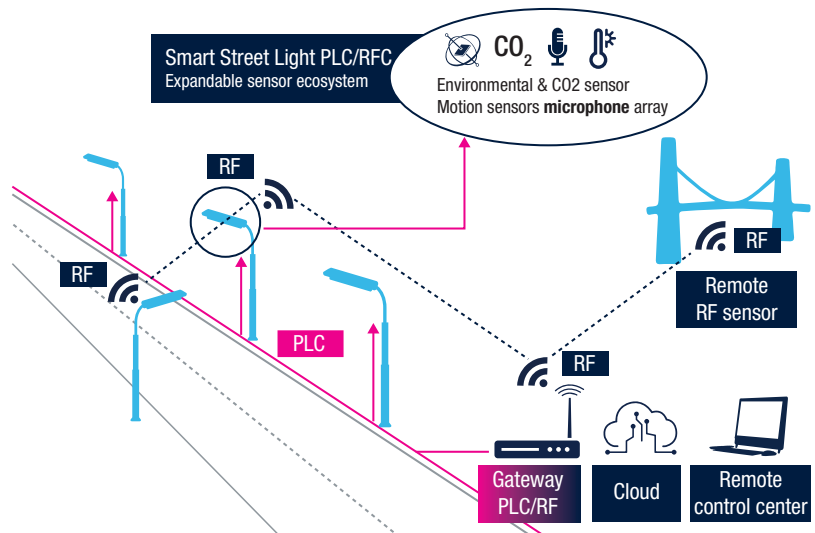 Smart Street Light PLC/RFC
Expandable sensor ecosystem
CO2
Environmental & CO2 sensor
Motion sensors microphone array
RF
RF
RF
Remote
RF sensor
PLC
RF
Gateway
PLC/RF
Cloud
Remote
control center